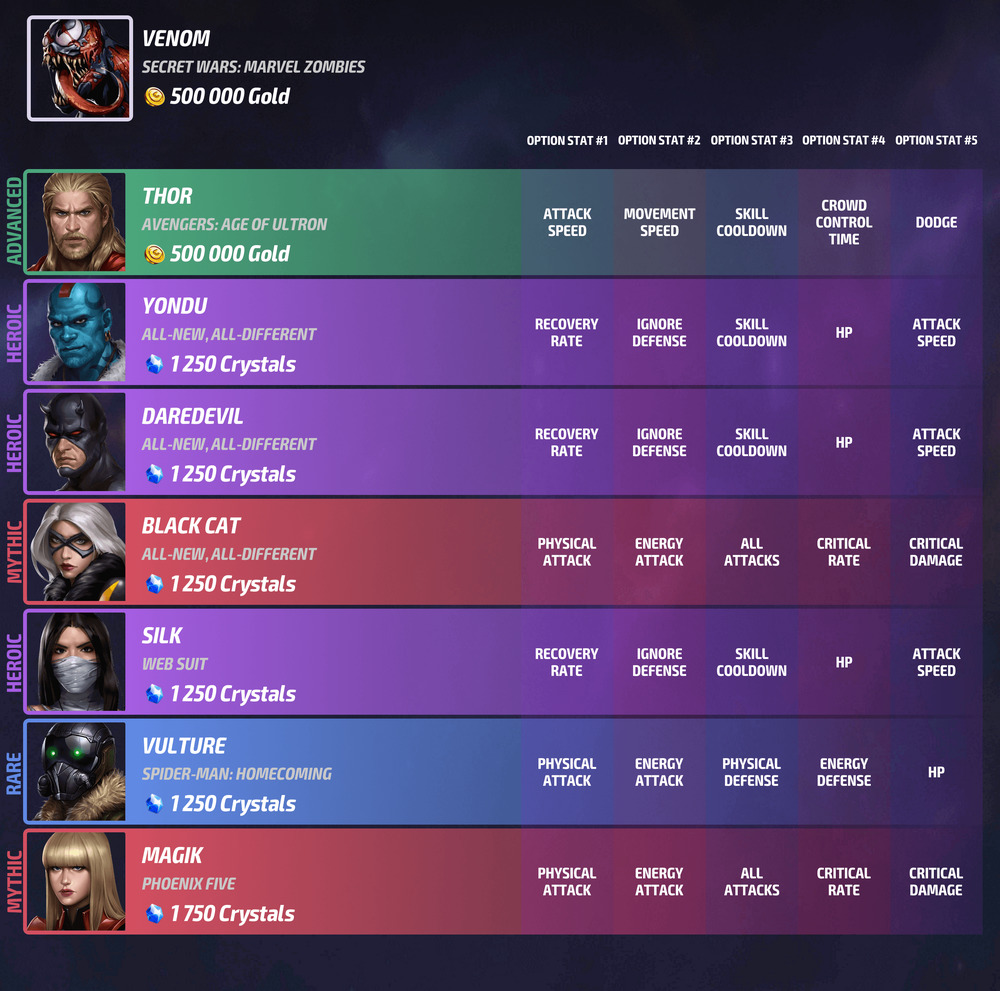 VENOM
SECRET WARS: MARVEL ZOMBIES
500 000 Gold
OPTION STAT #1 OPTION STAT #2 OPTION STAT #3 OPTION STAT #4 OPTION STAT #5
ADVANCED
THOR
AVENGERS: AGE OF ULTRON
500 000 Gold
ATTACK
SPEED
MOVEMENT
SPEED
SKILL
COOLDOWN
CROWD
CONTROL
TIME
DODGE
HEROIC
YONDU
ALL-NEW, ALL-DIFFERENT
1 250 Crystals
RECOVERY
RATE
IGNORE
DEFENSE
SKILL
COOLDOWN
HP
ATTACK
SPEED
HEROIC
DAREDEVIL
ALL-NEW, ALL-DIFFERENT
1 250 Crystals
RECOVERY
RATE
IGNORE
DEFENSE
SKILL
COOLDOWN
HP
ATTACK
SPEED
MYTHIC
BLACK CAT
ALL-NEW, ALL-DIFFERENT
1 250 Crystals
PHYSICAL
ATTACK
ENERGY
ATTACK
ALL
ATTACKS
CRITICAL
RATE
CRITICAL
DAMAGE
HEROIC
SILK
WEB SUIT
1 250 Crystals
RECOVERY
RATE
IGNORE
DEFENSE
SKILL
COOLDOWN
HP
ATTACK
SPEED
RARE
VULTURE
SPIDER-MAN: HOMECOMING
1 250 Crystals
PHYSICAL
ATTACK
ENERGY
ATTACK
PHYSICAL
DEFENSE
ENERGY
DEFENSE
HP
MYTHIC
MAGIK
PHOENIX FIVE
1 750 Crystals
PHYSICAL
ATTACK
ENERGY
ATTACK
ALL
ATTACKS
CRITICAL
RATE
CRITICAL
DAMAGE